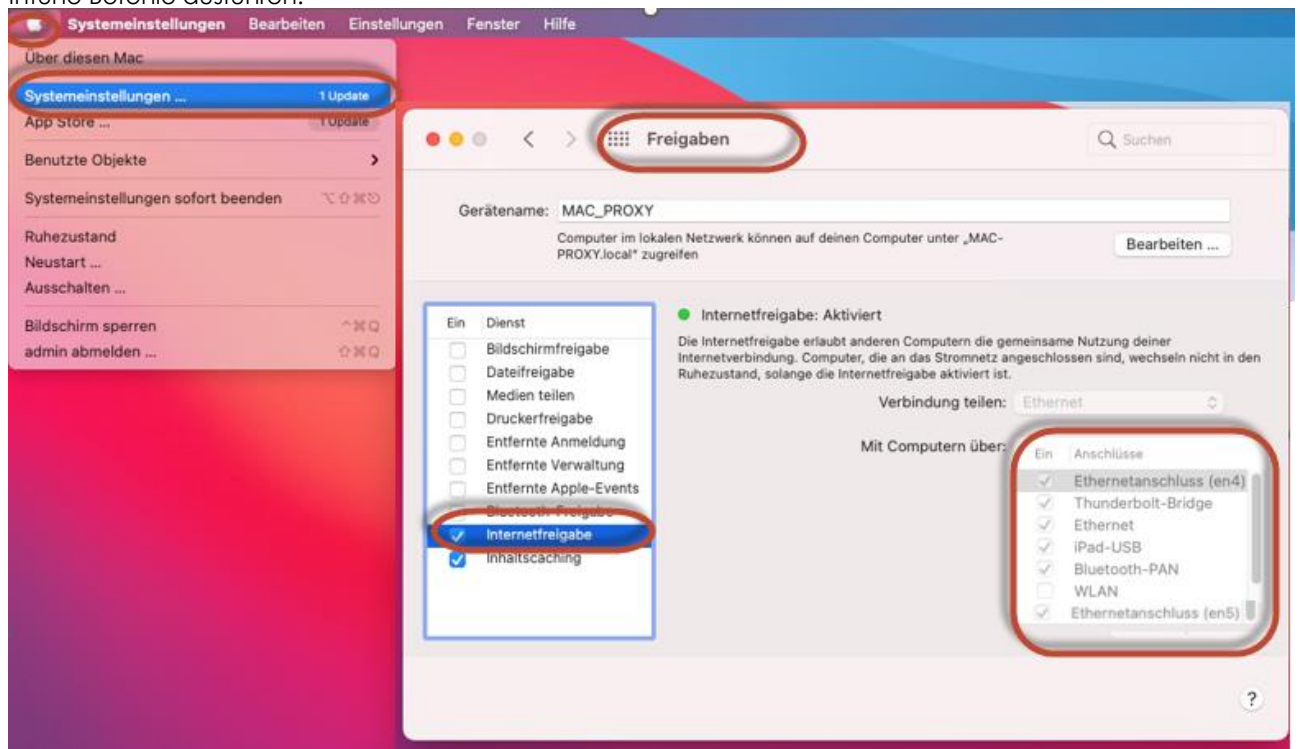 Intune Befehle ausführen.
Systemeinstellungen Bearbeiten Einstellungen Fenster Hilfe
Über diesen Mac
Systemeinstellungen ... 1 Update
App Store ... 1 Update
Benutzte Objekte
Systemeinstellungen sofort beenden
Ruhezustand
Neustart ...
Ausschalten ...
Bildschirm sperren ^⌘Q
admin abmelden ... ⇧⌘Q
Freigaben
Suchen
Gerätename: MAC_PROXY
Computer im lokalen Netzwerk können auf deinen Computer unter „MAC-
PROXY.local“ zugreifen
Bearbeiten ...
Ein Dienst
Bildschirmfreigabe
Dateifreigabe
Medien teilen
Druckerfreigabe
Entfernte Anmeldung
Entfernte Verwaltung
Entfernte Apple-Events
Bluetooth-Freigabe
Internetfreigabe
Inhaltscaching
Internetfreigabe: Aktiviert
Die Internetfreigabe erlaubt anderen Computern die gemeinsame Nutzung deiner
Internetverbindung. Computer, die an das Stromnetz angeschlossen sind, wechseln nicht in den
Ruhezustand, solange die Internetfreigabe aktiviert ist.
Verbindung teilen: Ethernet
Mit Computern über:
Ein Anschlüsse
Ethernetanschluss (en4)
Thunderbolt-Bridge
Ethernet
iPad-USB
Bluetooth-PAN
WLAN
Ethernetanschluss (en5)
?